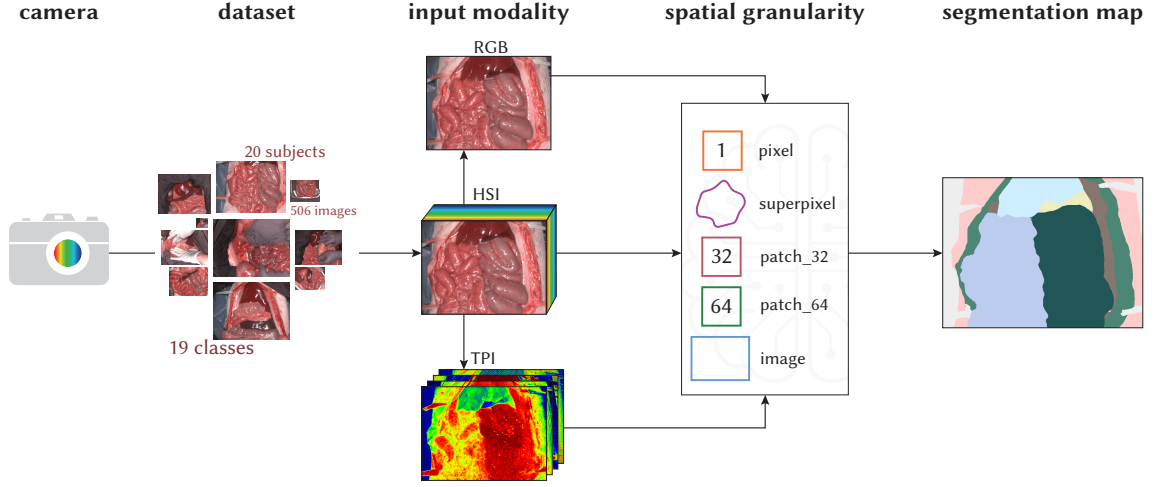 camera
dataset
input modality
spatial granularity
segmentation map
20 subjects
506 images
19 classes
RGB
HSI
TPI
1 pixel
superpixel
32 patch_32
64 patch_64
image